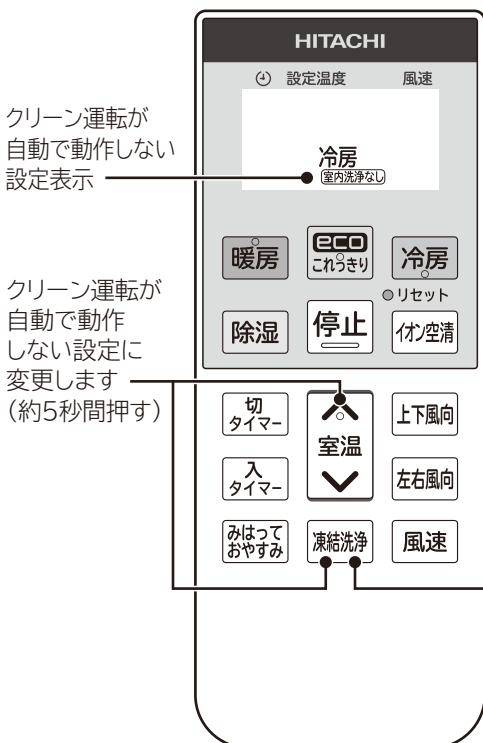 HITACHI
設定温度 風速
クリーン運転が
自動で動作しない
設定表示
冷房
室内洗浄なし
暖房
eco
これっきり
冷房
リセット
クリーン運転が
自動で動作
しない設定に
変更します
（約5秒間押す）
除湿
停止
イオン空清
切
タイマー
室温
上下風向
入
タイマー
左右風向
みはって
おやすみ
凍結洗浄
風速